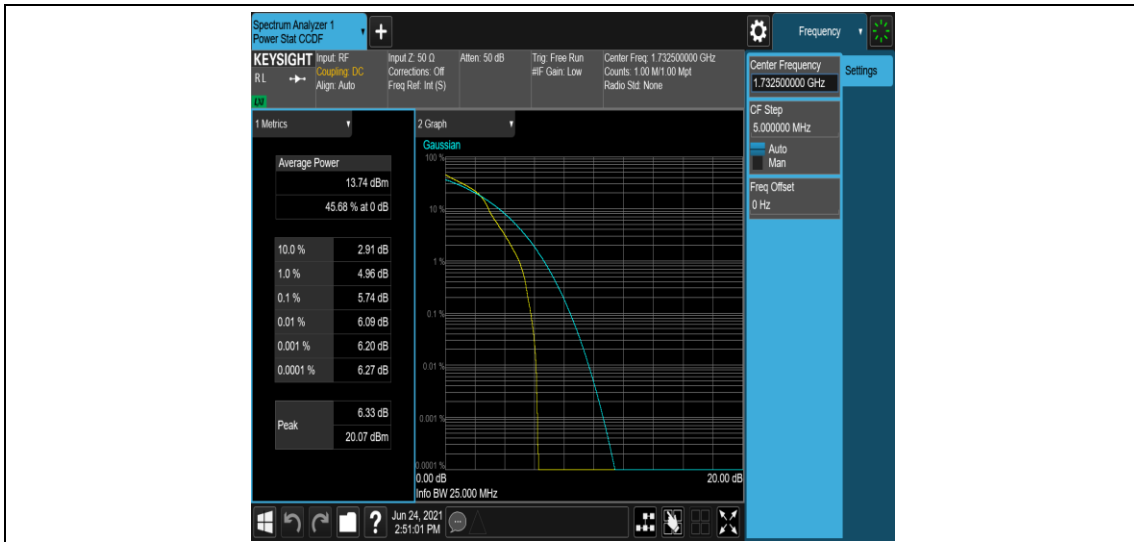 Spectrum Analyzer 1
Power Stat CCDF
Frequency
KEYSIGHT
RL
LXI
Input: RF
Coupling: DC
Align: Auto
Input Z: 50 Ω
Corrections: Off
Freq Ref: Int (S)
Atten: 50 dB
Trig: Free Run
#IF Gain: Low
Center Freq: 1.732500000 GHz
Counts: 1.00 M/1.00 Mpt
Radio Std: None
Center Frequency
1.732500000 GHz
Settings
CF Step
5.000000 MHz
Auto
Man
Freq Offset
0 Hz
1 Metrics
Average Power
13.74 dBm
45.68 % at 0 dB
10.0 % 2.91 dB
1.0 % 4.96 dB
0.1 % 5.74 dB
0.01 % 6.09 dB
0.001 % 6.20 dB
0.0001 % 6.27 dB
Peak
6.33 dB
20.07 dBm
2 Graph
Gaussian
100 %
10 %
1 %
0.1 %
0.01 %
0.001 %
0.0001 %
0.00 dB 20.00 dB
Info BW 25.000 MHz
?
Jun 24, 2021
2:51:01 PM